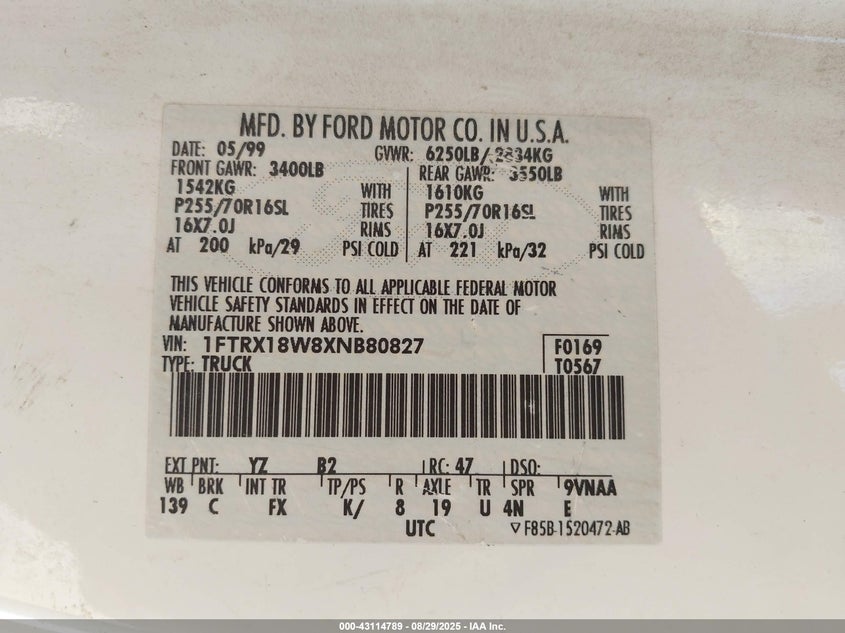 MFD. BY FORD MOTOR CO. IN U.S.A.
DATE: 05/99 GVWR: 6250LB/ 2834KG
FRONT GAWR: 3400LB REAR GAWR: 3550LB
1542KG WITH 1610KG WITH
P255/70R16SL TIRES P255/70R16SL TIRES
16X7.0J RIMS 16X7.0J RIMS
AT 200 kPa/29 PSI COLD AT 221 kPa/32 PSI COLD
THIS VEHICLE CONFORMS TO ALL APPLICABLE FEDERAL MOTOR
VEHICLE SAFETY STANDARDS IN EFFECT ON THE DATE OF
MANUFACTURE SHOWN ABOVE.
VIN: 1FTRX18W8XNB80827 F0169
TYPE: TRUCK T0567
EXT PNT: YZ B2 RC: 47 DSO:
WB BRK INT TR TP/PS R AXLE TR SPR 9VNAA
139 C FX K/ 8 19 U 4N E
UTC ▽F85B-1520472-AB
000-43114789 - 08/29/2025 - IAA Inc.